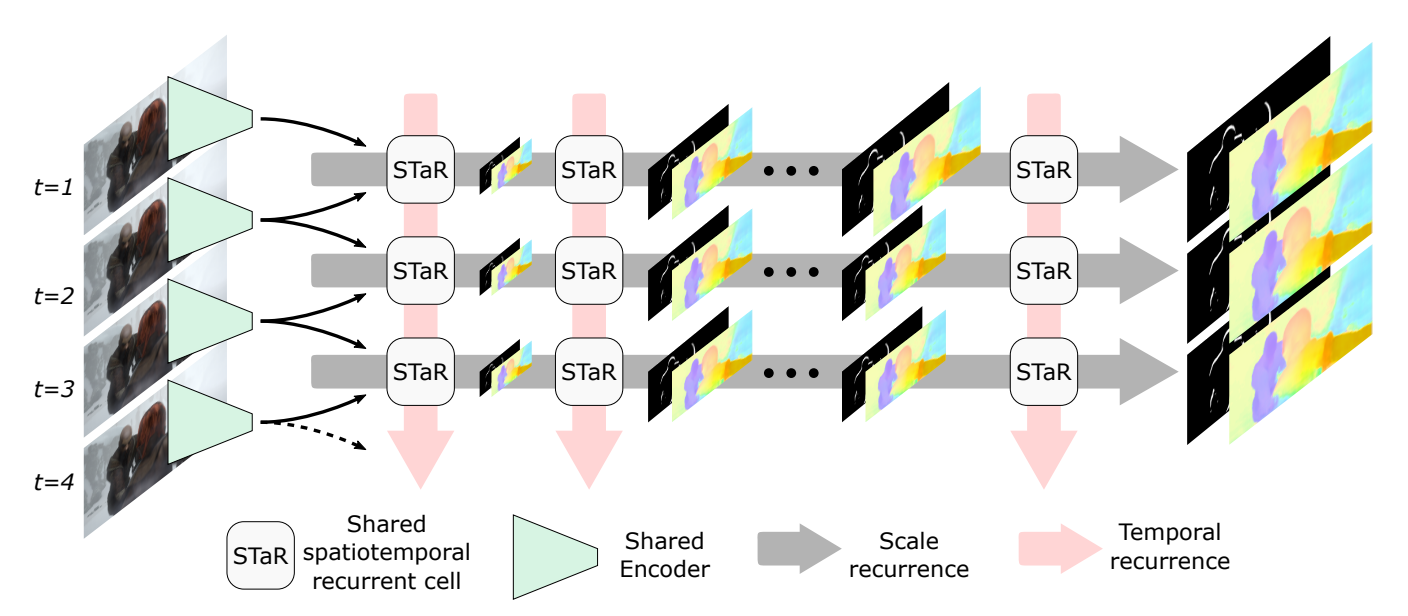 t=1
t=2
t=3
t=4
STaR
STaR
STaR
STaR
STaR
STaR
STaR
STaR
STaR
STaR
Shared
spatiotemporal
recurrent cell
Shared
Encoder
Scale
recurrence
Temporal
recurrence